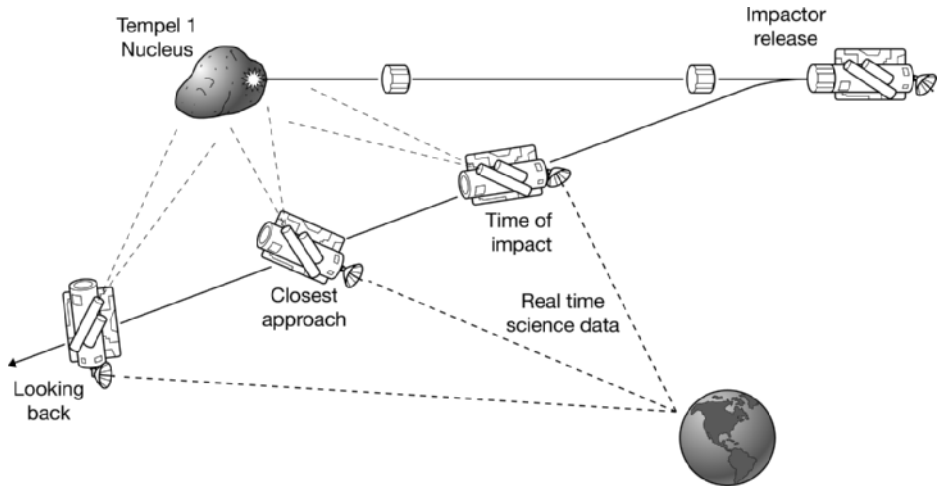 Tempel 1
Nucleus
Impactor
release
Time of
impact
Closest
approach
Real time
science data
Looking
back